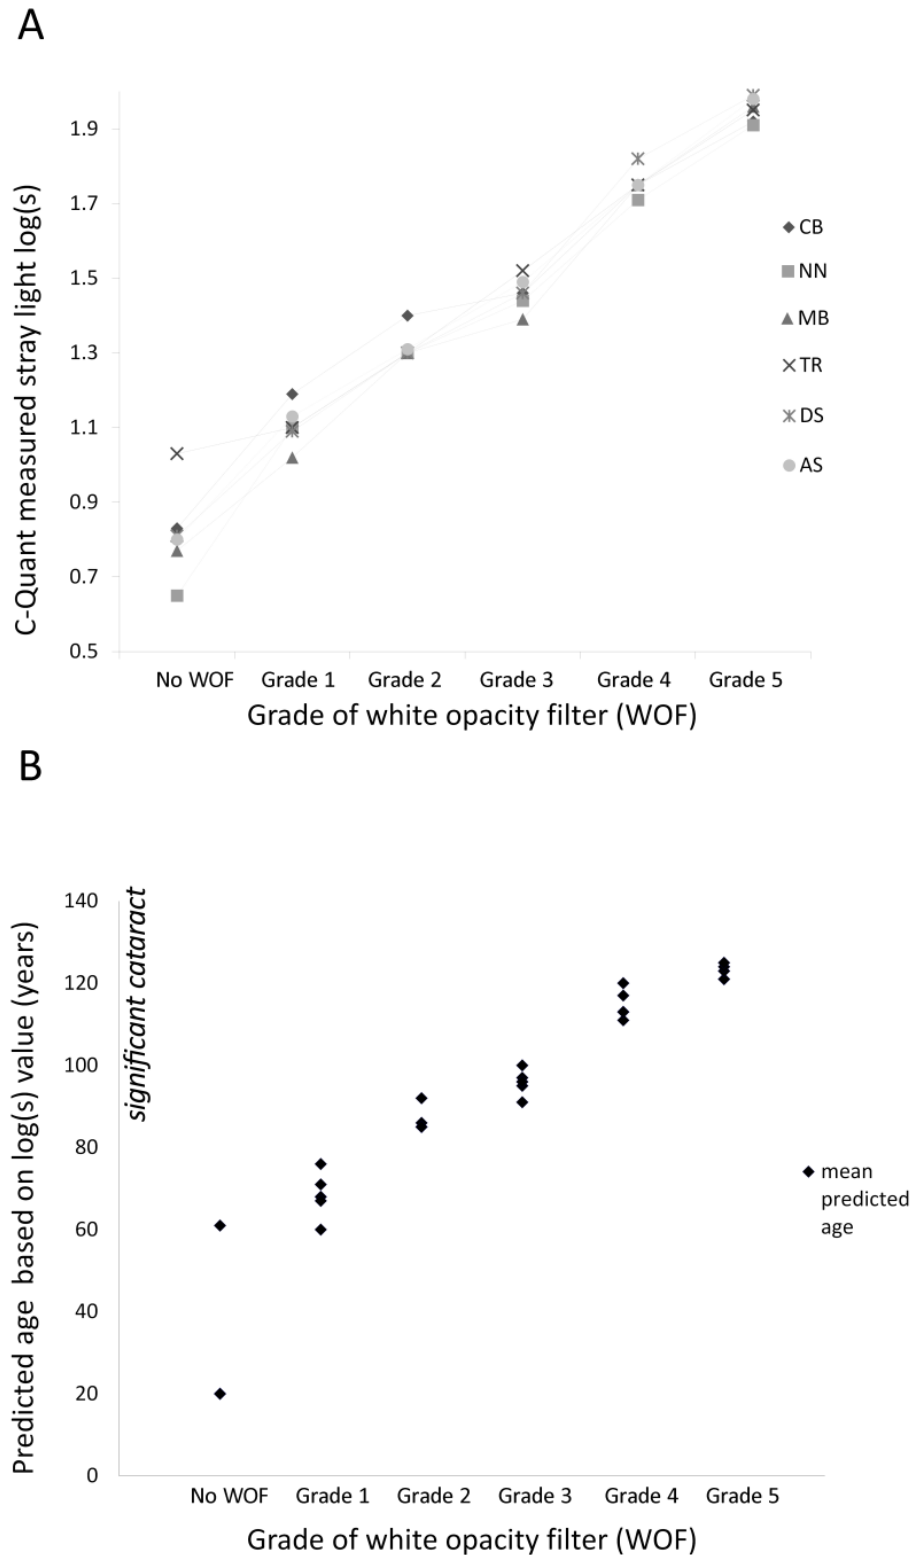 A
C-Quant measured stray light log(s)
1.9
1.7
1.5
1.3
1.1
0.9
0.7
0.5
CB
NN
MB
TR
DS
AS
No WOF Grade 1 Grade 2 Grade 3 Grade 4 Grade 5
Grade of white opacity filter (WOF)
B
Predicted age based on log(s) value (years)
significant cataract
140
120
100
80
60
40
20
0
mean
predicted
age
No WOF Grade 1 Grade 2 Grade 3 Grade 4 Grade 5
Grade of white opacity filter (WOF)